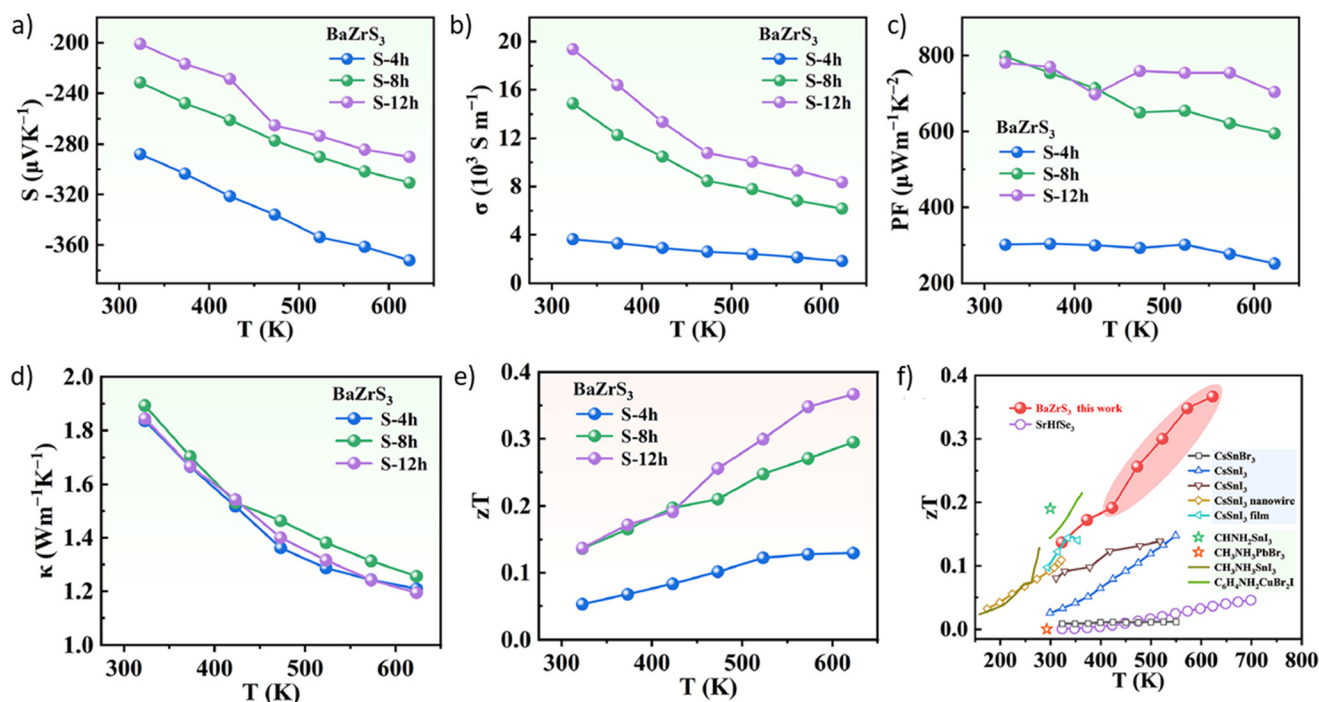 a)
-200
-240
-280
-320
-360
S (μVK⁻¹)
BaZrS₃
S-4h
S-8h
S-12h
300 400 500 600
T (K)
b)
20
16
12
8
4
0
σ (10³ S m⁻¹)
BaZrS₃
S-4h
S-8h
S-12h
300 400 500 600
T (K)
c)
800
600
400
200
PF (μWm⁻¹K⁻²)
BaZrS₃
S-4h
S-8h
S-12h
300 400 500 600
T (K)
d)
2.0
1.8
1.6
1.4
1.2
1.0
κ (Wm⁻¹K⁻¹)
BaZrS₃
S-4h
S-8h
S-12h
300 400 500 600
T (K)
e)
0.4
0.3
0.2
0.1
0.0
zT
BaZrS₃
S-4h
S-8h
S-12h
300 400 500 600
T (K)
f)
0.4
0.2
0.0
zT
BaZrS₃ this work
SrHfSe₃
CsSnBr₃
CsSnI₃
CsSnI₃
CsSnI₃ nanowire
CsSnI₃ film
CHNH₂SnI₃
CH₃NH₃PbBr₃
CH₃NH₃SnI₃
C₆H₄NH₂CuBr₂I
200 300 400 500 600 700 800
T (K)